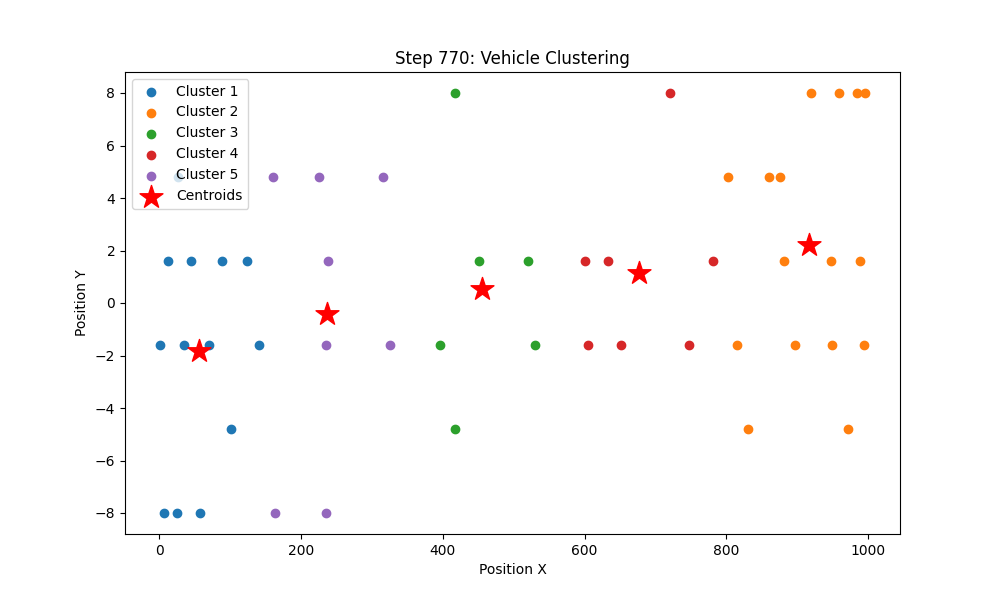 Step 770: Vehicle Clustering
Cluster 1
Cluster 2
Cluster 3
Cluster 4
Cluster 5
Centroids
8
6
4
2
0
−2
−4
−6
−8
Position Y
0 200 400 600 800 1000
Position X